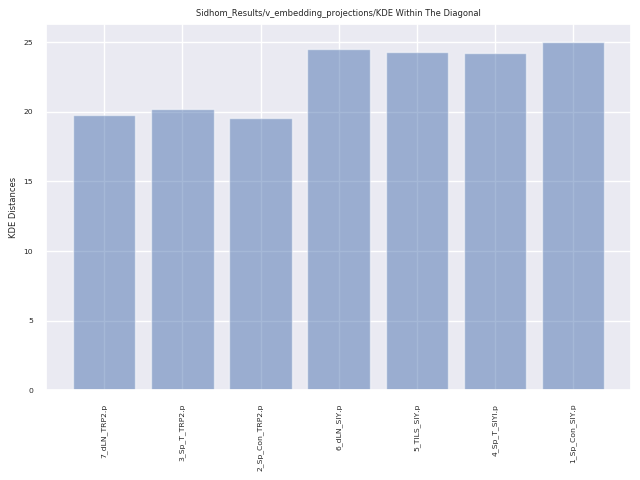 Sidhom_Results/v_embedding_projections/KDE Within The Diagonal
KDE Distances
25
20
15
10
5
0
7_dLN_TRP2.p
3_Sp_T_TRP2.p
2_Sp_Con_TRP2.p
6_dLN_SIY.p
5_TILS_SIY.p
4_Sp_T_SIYI.p
1_Sp_Con_SIY.p